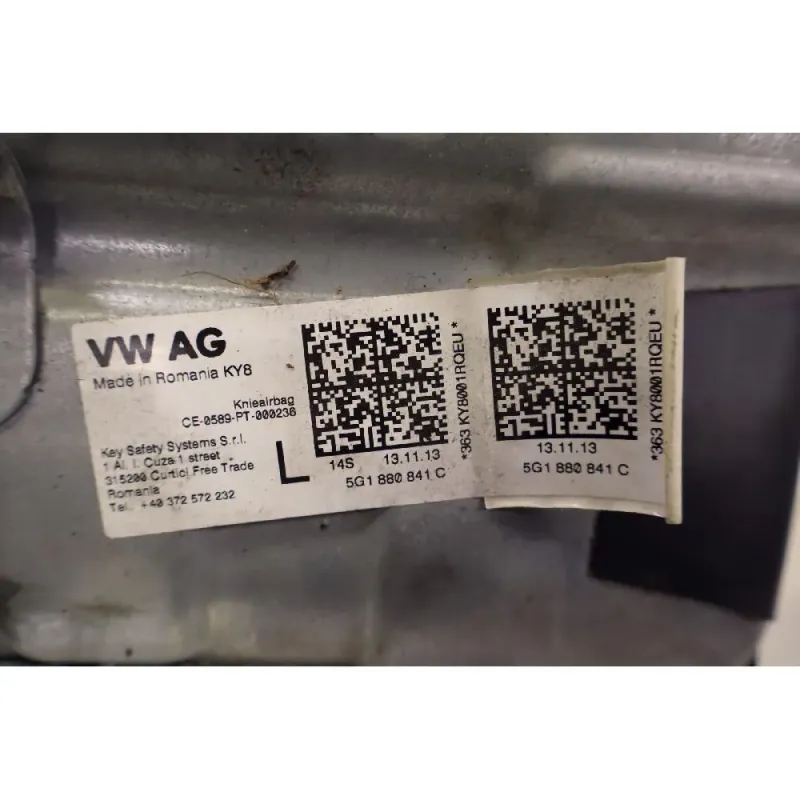 VW AG
Made in Romania KY8
Knieairbag
CE-0589-PT-000236
Key Safety Systems S.r.l.
1 Al. I. Cuza 1 street
315200 Curtici Free Trade
Romania
Tel. +40 372 572 232
L
14S 13.11.13
5G1 880 841 C
*363 KY8001RQEU*
13.11.13
5G1 880 841 C
*363 KY8001RQEU*